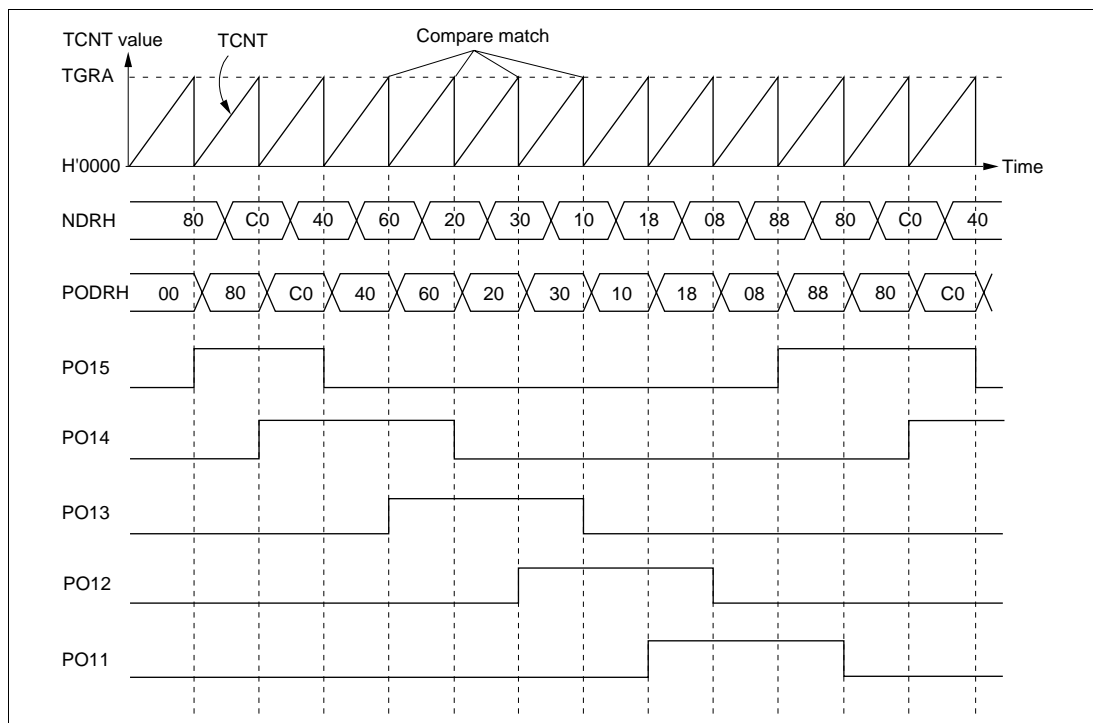 TCNT value
TCNT
Compare match
TGRA
H'0000
Time
NDRH 80 C0 40 60 20 30 10 18 08 88 80 C0 40
PODRH 00 80 C0 40 60 20 30 10 18 08 88 80 C0
PO15
PO14
PO13
PO12
PO11